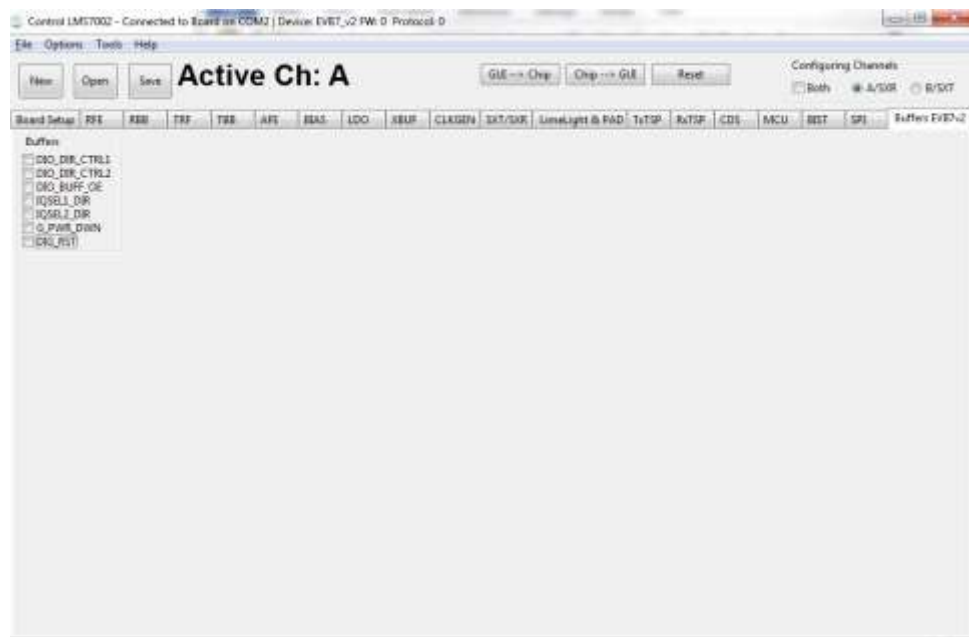 Control LMS7002 - Connected to Board on COM2 | Device: EVB7_v2 FW: 0 Protocol: 0
File Options Tools Help
New Open Save Active Ch: A GUI --> Chip Chip --> GUI Reset
Configuring Channels
Both A/SXR B/SXT
Board Setup RFE RBB TRF TBB AFE BIAS LDO XBUF CLKGEN SXT/SXR LimeLight & PAD TxTSP RxTSP CDS MCU BIST SPI Buffers EVB7v2
Buffers
DIO_DIR_CTRL1
DIO_DIR_CTRL2
DIO_BUFF_OE
IQSEL1_DIR
IQSEL2_DIR
G_PWR_DWN
DIG_RST